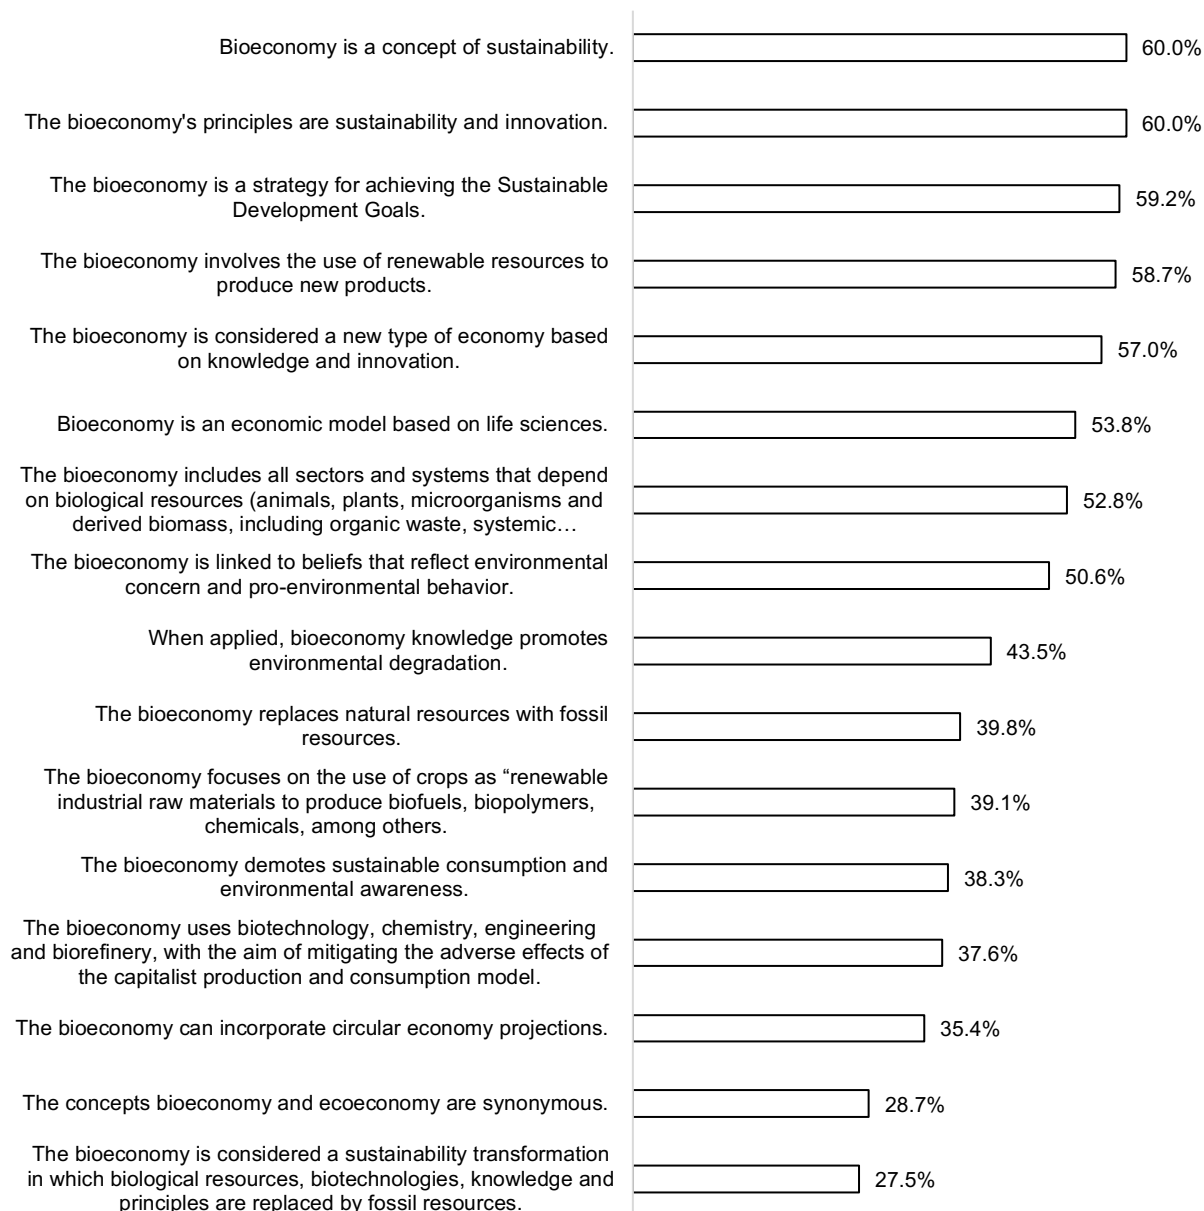 Bioeconomy is a concept of sustainability.
60.0%
The bioeconomy's principles are sustainability and innovation.
60.0%
The bioeconomy is a strategy for achieving the Sustainable
Development Goals.
59.2%
The bioeconomy involves the use of renewable resources to
produce new products.
58.7%
The bioeconomy is considered a new type of economy based
on knowledge and innovation.
57.0%
Bioeconomy is an economic model based on life sciences.
53.8%
The bioeconomy includes all sectors and systems that depend
on biological resources (animals, plants, microorganisms and
derived biomass, including organic waste, systemic…
52.8%
The bioeconomy is linked to beliefs that reflect environmental
concern and pro-environmental behavior.
50.6%
When applied, bioeconomy knowledge promotes
environmental degradation.
43.5%
The bioeconomy replaces natural resources with fossil
resources.
39.8%
The bioeconomy focuses on the use of crops as “renewable
industrial raw materials to produce biofuels, biopolymers,
chemicals, among others.
39.1%
The bioeconomy demotes sustainable consumption and
environmental awareness.
38.3%
The bioeconomy uses biotechnology, chemistry, engineering
and biorefinery, with the aim of mitigating the adverse effects of
the capitalist production and consumption model.
37.6%
The bioeconomy can incorporate circular economy projections.
35.4%
The concepts bioeconomy and ecoeconomy are synonymous.
28.7%
The bioeconomy is considered a sustainability transformation
in which biological resources, biotechnologies, knowledge and
principles are replaced by fossil resources.
27.5%